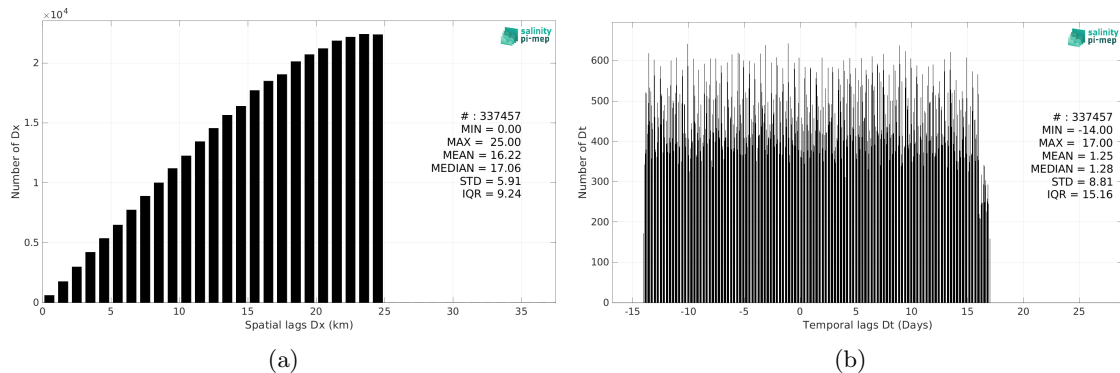 ×10⁴
salinity
pi-mep
2
1.5
1
0.5
0
Number of Dx
# : 337457
MIN = 0.00
MAX = 25.00
MEAN = 16.22
MEDIAN = 17.06
STD = 5.91
IQR = 9.24
0 5 10 15 20 25 30 35
Spatial lags Dx (km)
(a)
salinity
pi-mep
600
500
400
300
200
100
0
Number of Dt
# : 337457
MIN = -14.00
MAX = 17.00
MEAN = 1.25
MEDIAN = 1.28
STD = 8.81
IQR = 15.16
-15 -10 -5 0 5 10 15 20 25
Temporal lags Dt (Days)
(b)